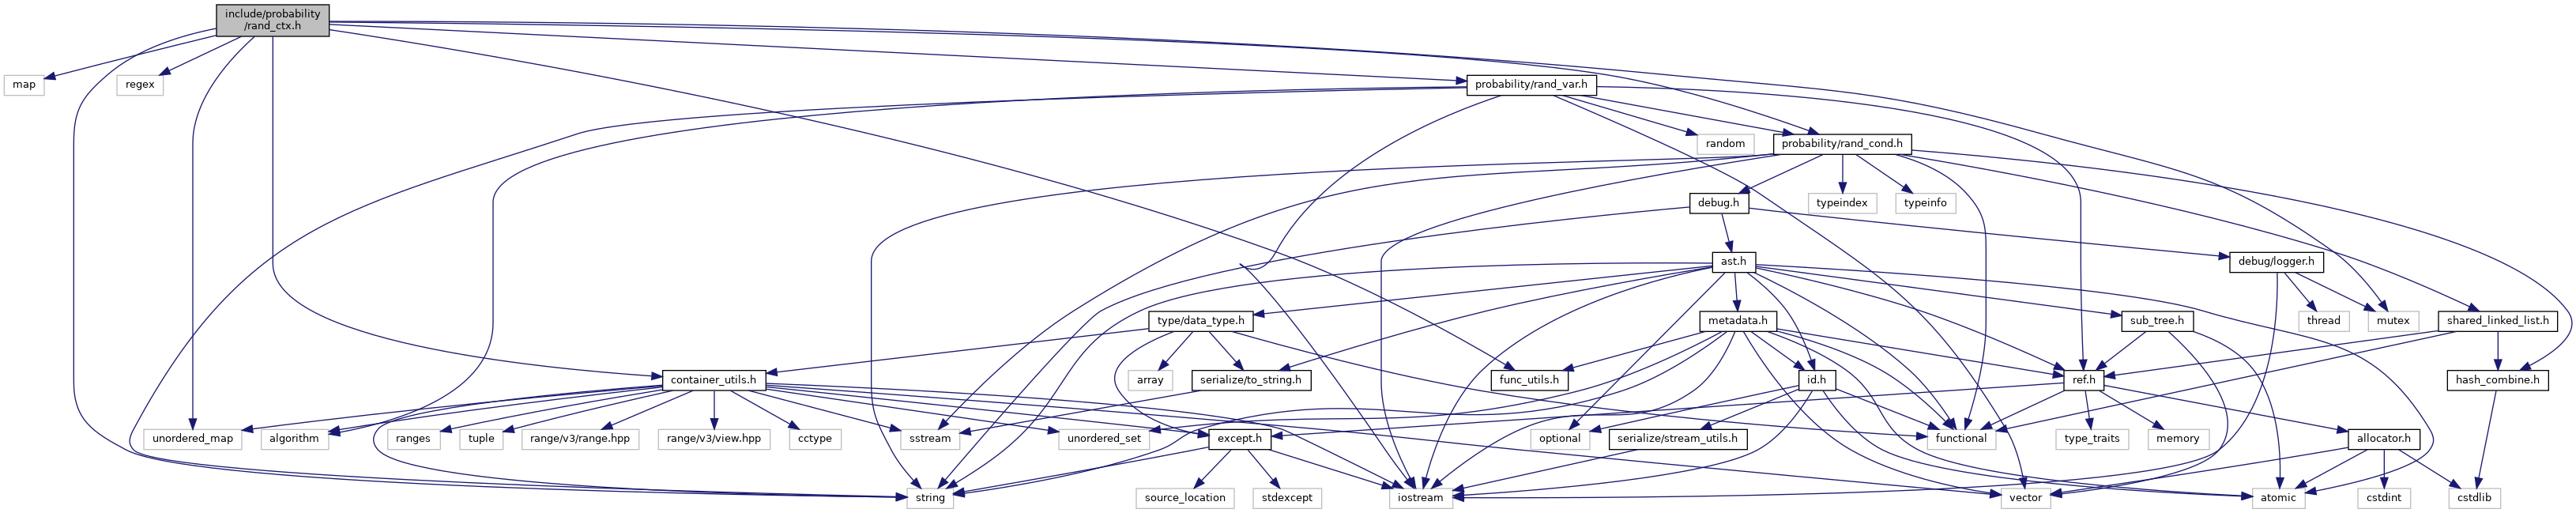 include/probability
/rand_ctx.h
map
regex
probability/rand_var.h
random
probability/rand_cond.h
debug.h
typeindex
typeinfo
ast.h
debug/logger.h
type/data_type.h
metadata.h
sub_tree.h
thread
mutex
shared_linked_list.h
container_utils.h
array
serialize/to_string.h
func_utils.h
id.h
ref.h
hash_combine.h
unordered_map
algorithm
ranges
tuple
range/v3/range.hpp
range/v3/view.hpp
cctype
sstream
unordered_set
except.h
optional
serialize/stream_utils.h
functional
type_traits
memory
allocator.h
string
source_location
stdexcept
iostream
vector
atomic
cstdint
cstdlib